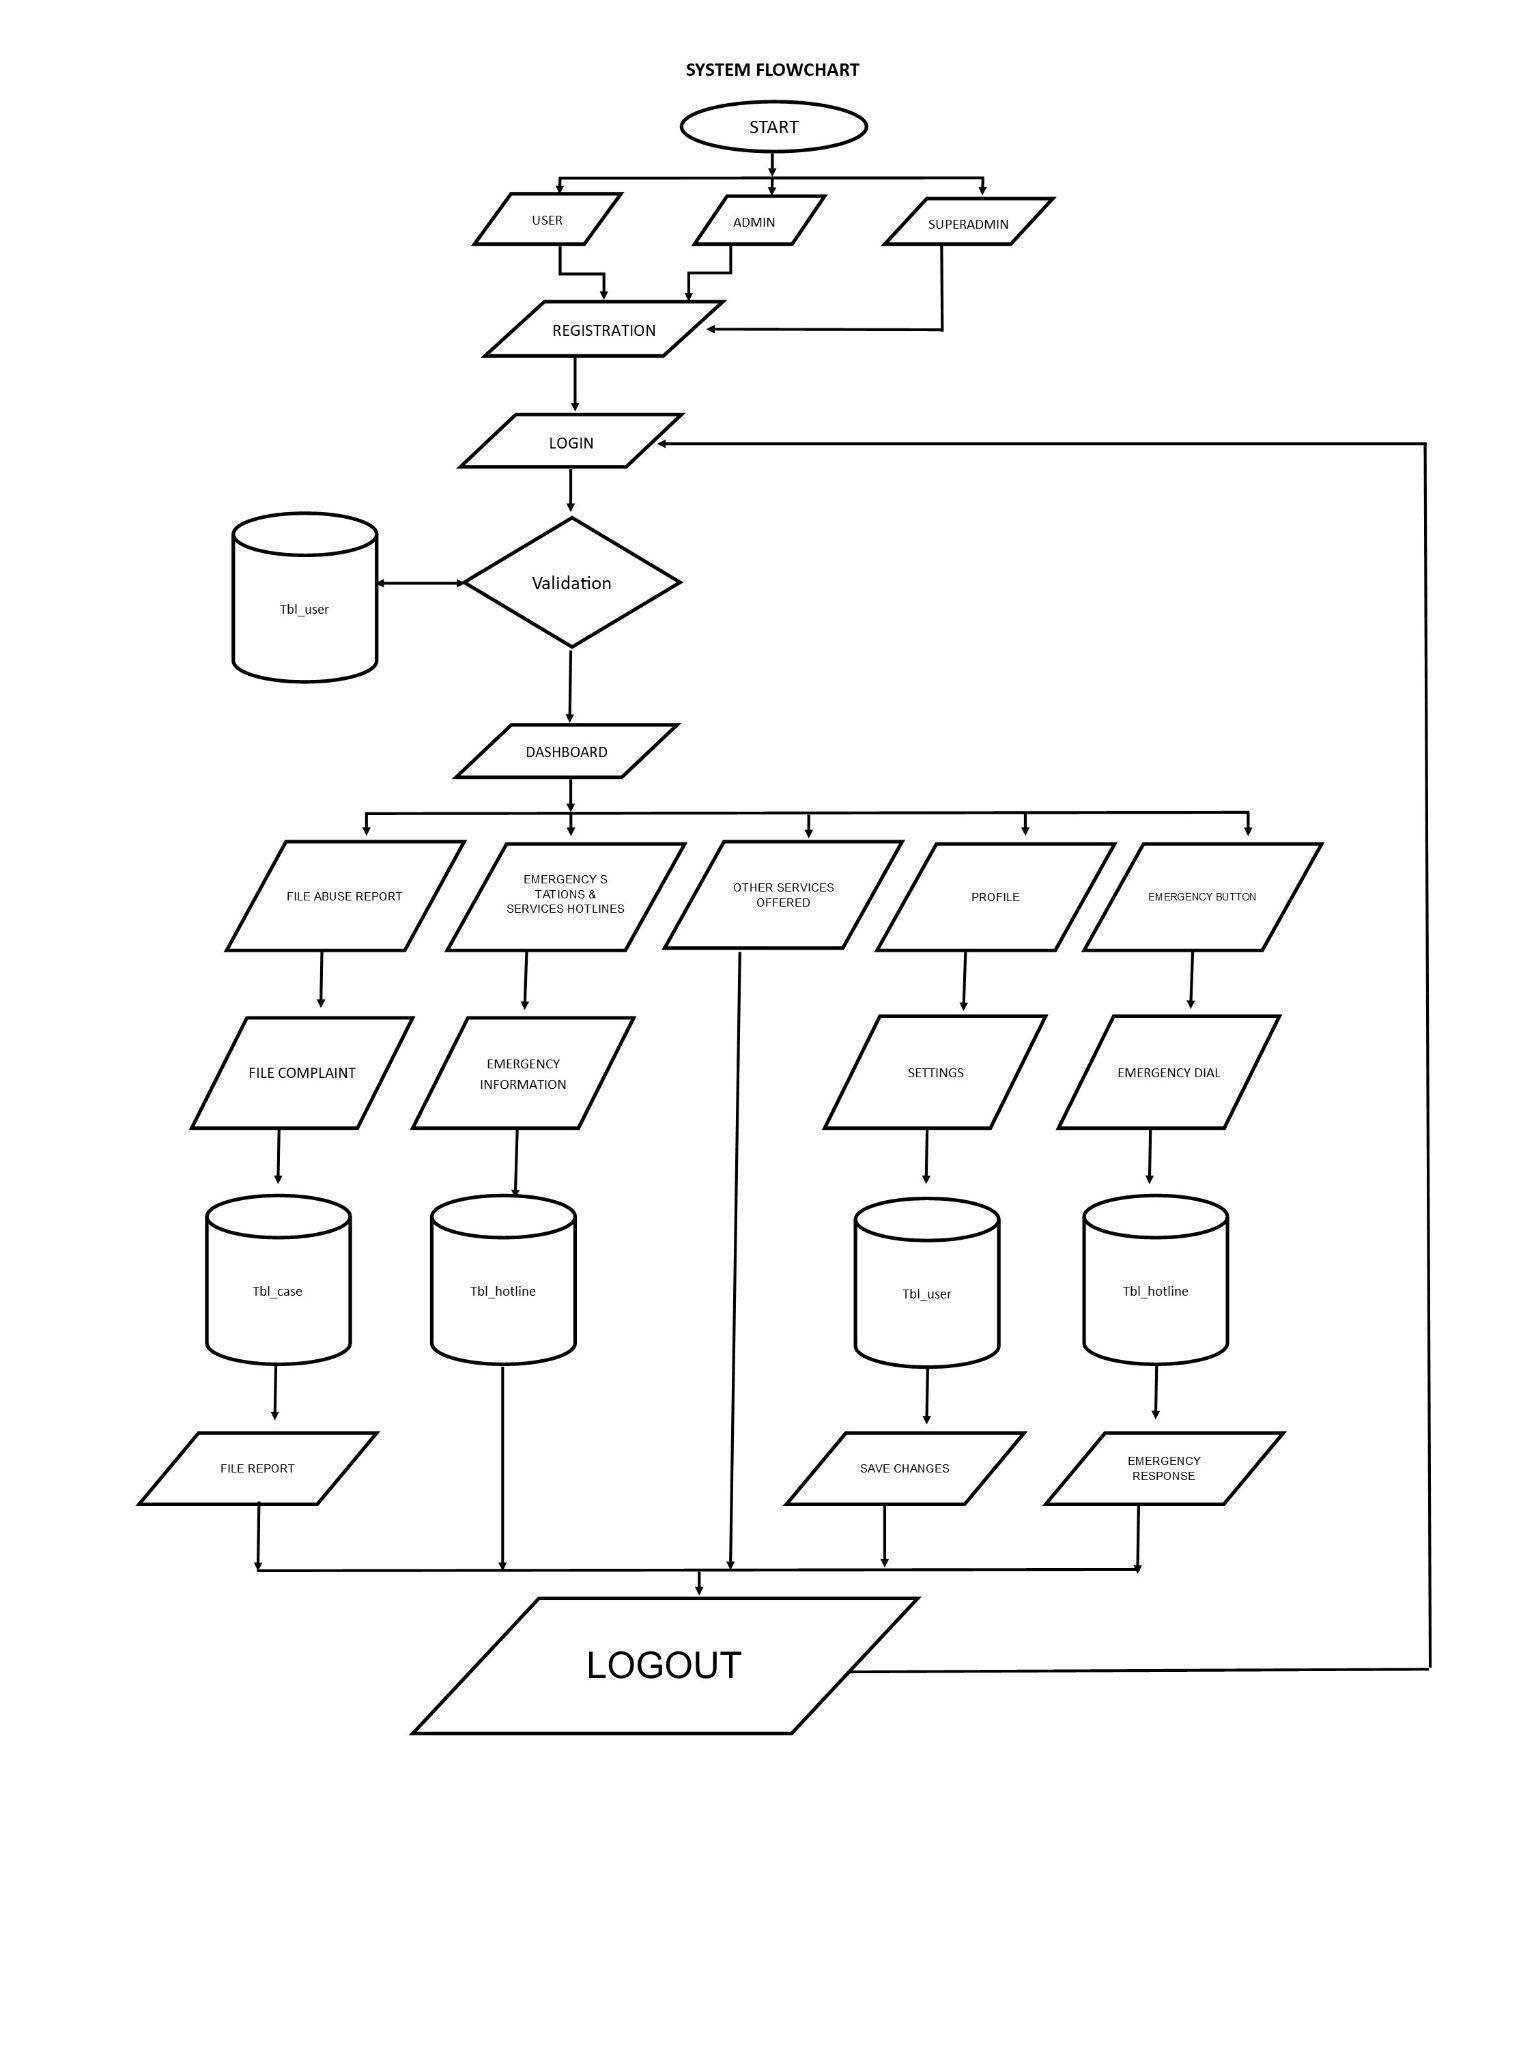 SYSTEM FLOWCHART
START
USER
ADMIN
SUPERADMIN
REGISTRATION
LOGIN
Validation
Tbl_user
DASHBOARD
FILE ABUSE REPORT
EMERGENCY S
TATIONS &
SERVICES HOTLINES
OTHER SERVICES
OFFERED
PROFILE
EMERGENCY BUTTON
FILE COMPLAINT
EMERGENCY
INFORMATION
SETTINGS
EMERGENCY DIAL
Tbl_case
Tbl_hotline
Tbl_user
Tbl_hotline
FILE REPORT
SAVE CHANGES
EMERGENCY
RESPONSE
LOGOUT